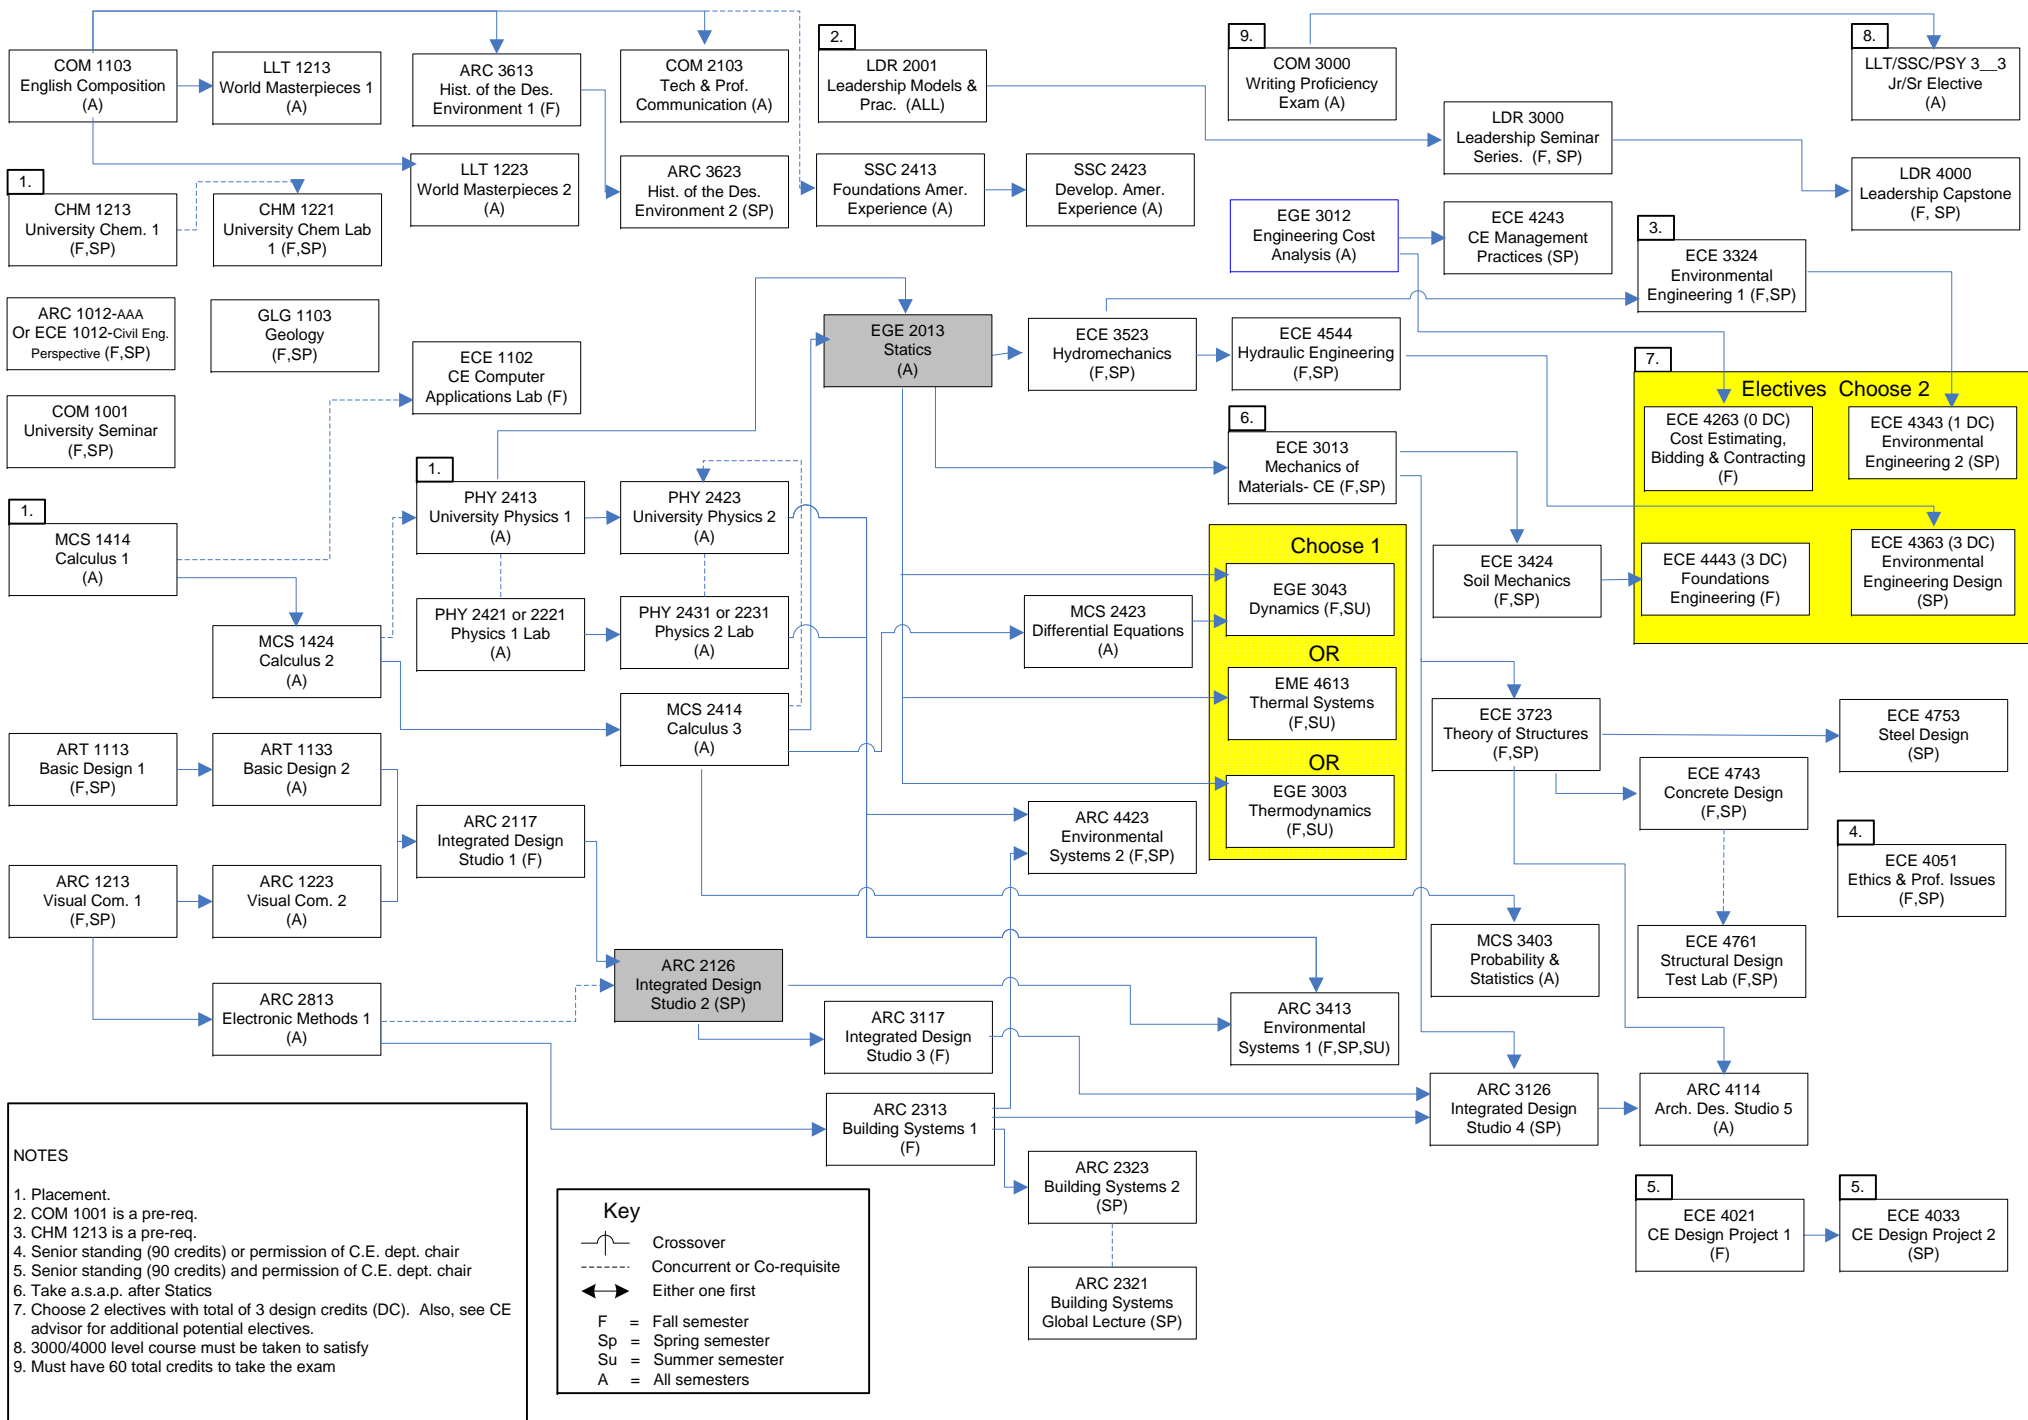 2.
9.
8.
COM 1103
English Composition
(A)
LLT 1213
World Masterpieces 1
(A)
ARC 3613
Hist. of the Des.
Environment 1 (F)
COM 2103
Tech & Prof.
Communication (A)
LDR 2001
Leadership Models &
Prac. (ALL)
COM 3000
Writing Proficiency
Exam (A)
LLT/SSC/PSY 3__3
Jr/Sr Elective
(A)
LDR 3000
Leadership Seminar
Series. (F, SP)
LLT 1223
World Masterpieces 2
(A)
ARC 3623
Hist. of the Des.
Environment 2 (SP)
SSC 2413
Foundations Amer.
Experience (A)
SSC 2423
Develop. Amer.
Experience (A)
LDR 4000
Leadership Capstone
(F, SP)
1.
CHM 1213
University Chem. 1
(F,SP)
CHM 1221
University Chem Lab
1 (F,SP)
EGE 3012
Engineering Cost
Analysis (A)
ECE 4243
CE Management
Practices (SP)
3.
ECE 3324
Environmental
Engineering 1 (F,SP)
ARC 1012-AAA
Or ECE 1012-Civil Eng.
Perspective (F,SP)
GLG 1103
Geology
(F,SP)
ECE 1102
CE Computer
Applications Lab (F)
EGE 2013
Statics
(A)
ECE 3523
Hydromechanics
(F,SP)
ECE 4544
Hydraulic Engineering
(F,SP)
7.
Electives Choose 2
ECE 4263 (0 DC)
Cost Estimating,
Bidding & Contracting
(F)
ECE 4343 (1 DC)
Environmental
Engineering 2 (SP)
COM 1001
University Seminar
(F,SP)
6.
ECE 3013
Mechanics of
Materials- CE (F,SP)
1.
PHY 2413
University Physics 1
(A)
PHY 2423
University Physics 2
(A)
1.
MCS 1414
Calculus 1
(A)
Choose 1
EGE 3043
Dynamics (F,SU)
OR
EME 4613
Thermal Systems
(F,SU)
OR
EGE 3003
Thermodynamics
(F,SU)
ECE 3424
Soil Mechanics
(F,SP)
ECE 4443 (3 DC)
Foundations
Engineering (F)
ECE 4363 (3 DC)
Environmental
Engineering Design
(SP)
MCS 1424
Calculus 2
(A)
PHY 2421 or 2221
Physics 1 Lab
(A)
PHY 2431 or 2231
Physics 2 Lab
(A)
MCS 2423
Differential Equations
(A)
MCS 2414
Calculus 3
(A)
ECE 3723
Theory of Structures
(F,SP)
ECE 4753
Steel Design
(SP)
ART 1113
Basic Design 1
(F,SP)
ART 1133
Basic Design 2
(A)
ECE 4743
Concrete Design
(F,SP)
ARC 2117
Integrated Design
Studio 1 (F)
ARC 4423
Environmental
Systems 2 (F,SP)
4.
ECE 4051
Ethics & Prof. Issues
(F,SP)
ARC 1213
Visual Com. 1
(F,SP)
ARC 1223
Visual Com. 2
(A)
MCS 3403
Probability &
Statistics (A)
ECE 4761
Structural Design
Test Lab (F,SP)
ARC 2126
Integrated Design
Studio 2 (SP)
ARC 2813
Electronic Methods 1
(A)
ARC 3117
Integrated Design
Studio 3 (F)
ARC 3413
Environmental
Systems 1 (F,SP,SU)
ARC 2313
Building Systems 1
(F)
ARC 3126
Integrated Design
Studio 4 (SP)
ARC 4114
Arch. Des. Studio 5
(A)
ARC 2323
Building Systems 2
(SP)
ARC 2321
Building Systems
Global Lecture (SP)
5.
ECE 4021
CE Design Project 1
(F)
5.
ECE 4033
CE Design Project 2
(SP)
NOTES
1. Placement.
2. COM 1001 is a pre-req.
3. CHM 1213 is a pre-req.
4. Senior standing (90 credits) or permission of C.E. dept. chair
5. Senior standing (90 credits) and permission of C.E. dept. chair
6. Take a.s.a.p. after Statics
7. Choose 2 electives with total of 3 design credits (DC). Also, see CE
advisor for additional potential electives.
8. 3000/4000 level course must be taken to satisfy
9. Must have 60 total credits to take the exam
Key
Crossover
Concurrent or Co-requisite
Either one first
F = Fall semester
Sp = Spring semester
Su = Summer semester
A = All semesters